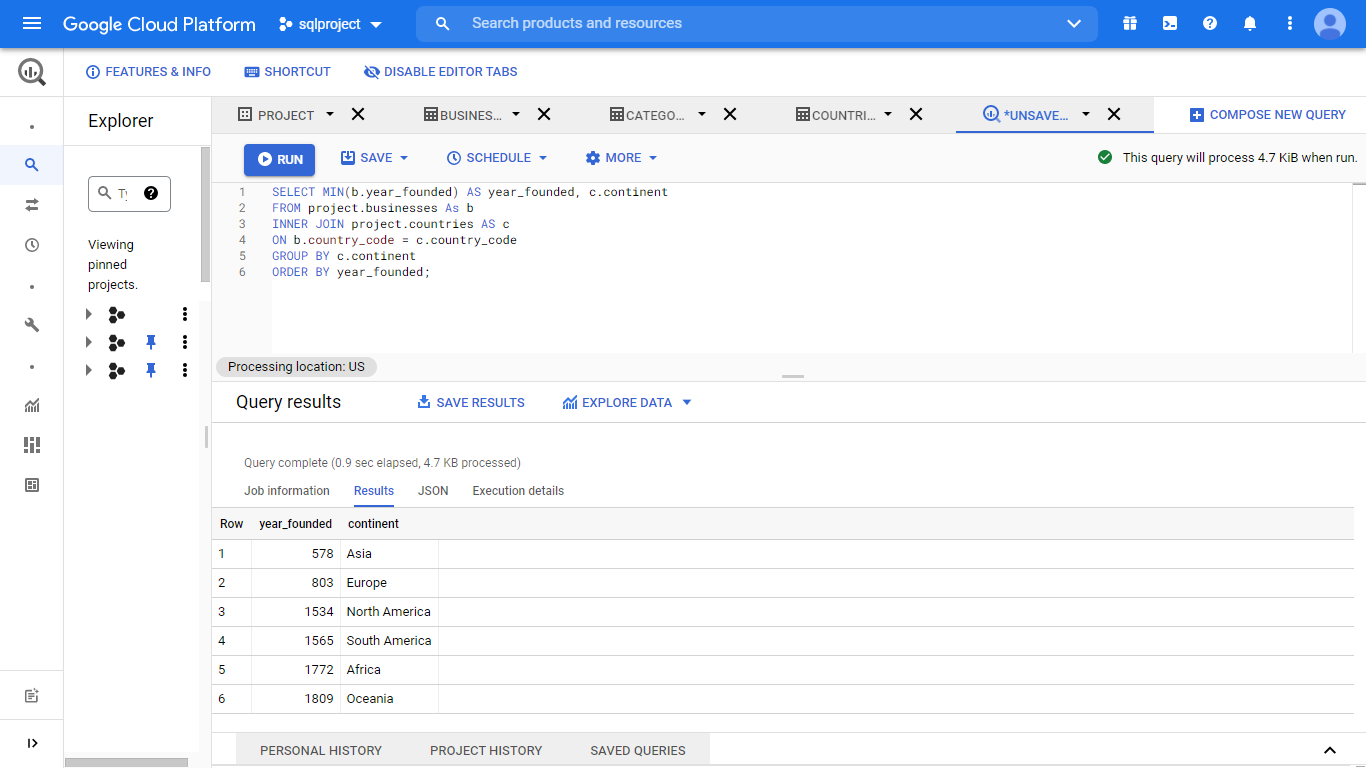 Google Cloud Platform sqlproject Search products and resources
FEATURES & INFO SHORTCUT DISABLE EDITOR TABS
Explorer
Ty
Viewing
pinned
projects.
PROJECT BUSINES... CATEGO... COUNTRI... *UNSAVE... COMPOSE NEW QUERY
RUN SAVE SCHEDULE MORE This query will process 4.7 KiB when run.
1 SELECT MIN(b.year_founded) AS year_founded, c.continent
2 FROM project.businesses As b
3 INNER JOIN project.countries AS c
4 ON b.country_code = c.country_code
5 GROUP BY c.continent
6 ORDER BY year_founded;
Processing location: US
Query results SAVE RESULTS EXPLORE DATA
Query complete (0.9 sec elapsed, 4.7 KB processed)
Job information Results JSON Execution details
Row year_founded continent
1 578 Asia
2 803 Europe
3 1534 North America
4 1565 South America
5 1772 Africa
6 1809 Oceania
PERSONAL HISTORY PROJECT HISTORY SAVED QUERIES